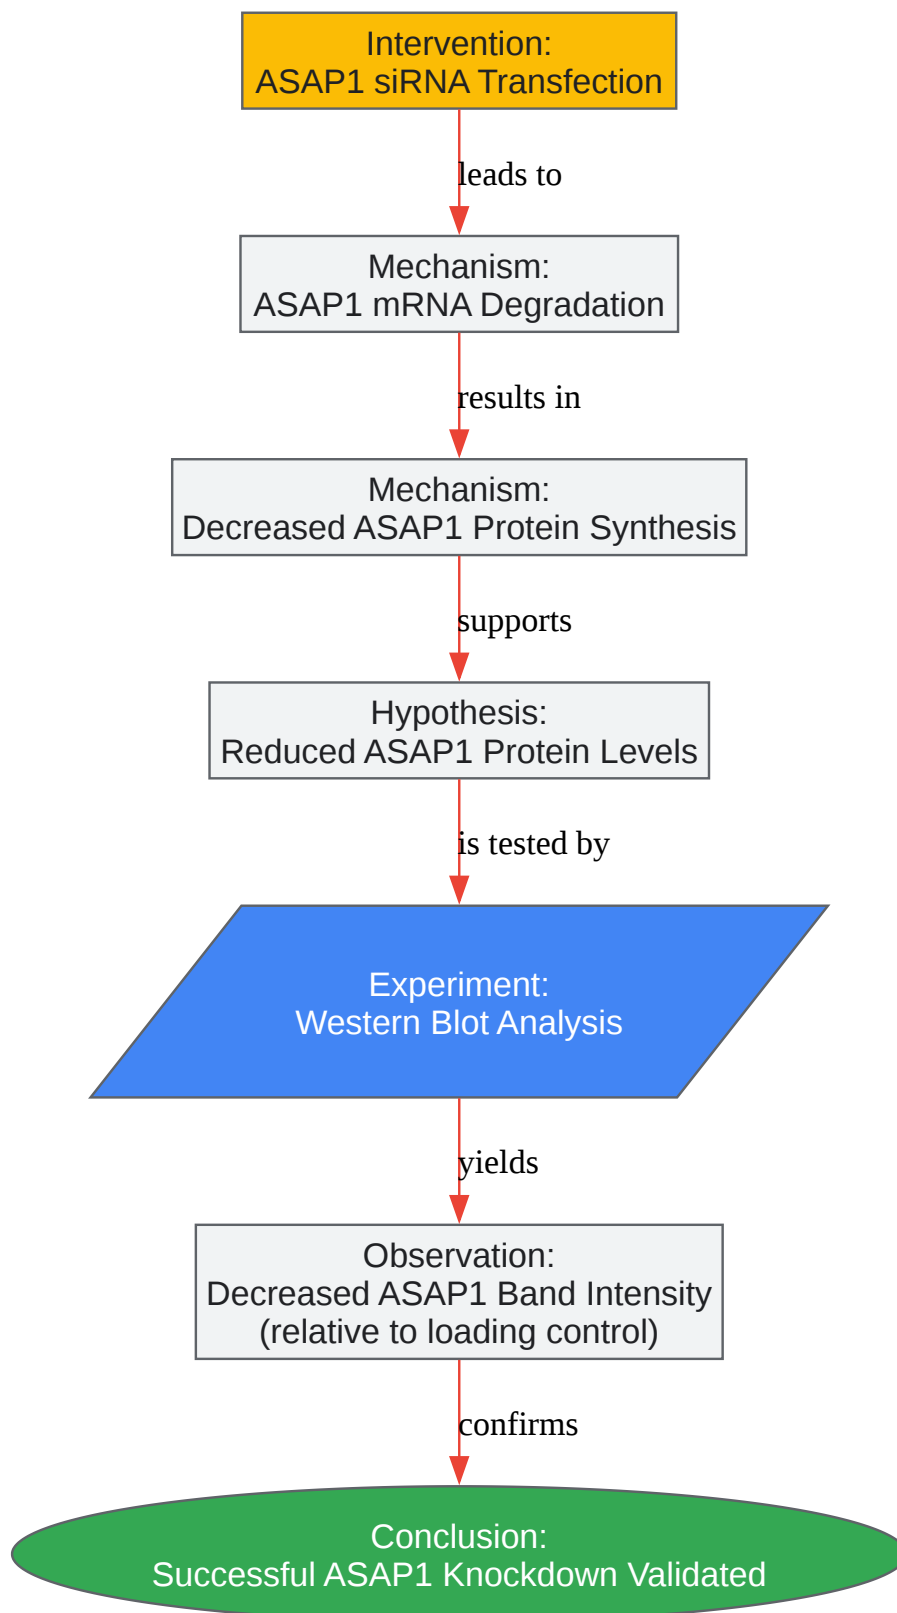 Intervention:
ASAP1 siRNA Transfection
leads to
Mechanism:
ASAP1 mRNA Degradation
results in
Mechanism:
Decreased ASAP1 Protein Synthesis
supports
Hypothesis:
Reduced ASAP1 Protein Levels
is tested by
Experiment:
Western Blot Analysis
yields
Observation:
Decreased ASAP1 Band Intensity
(relative to loading control)
confirms
Conclusion:
Successful ASAP1 Knockdown Validated